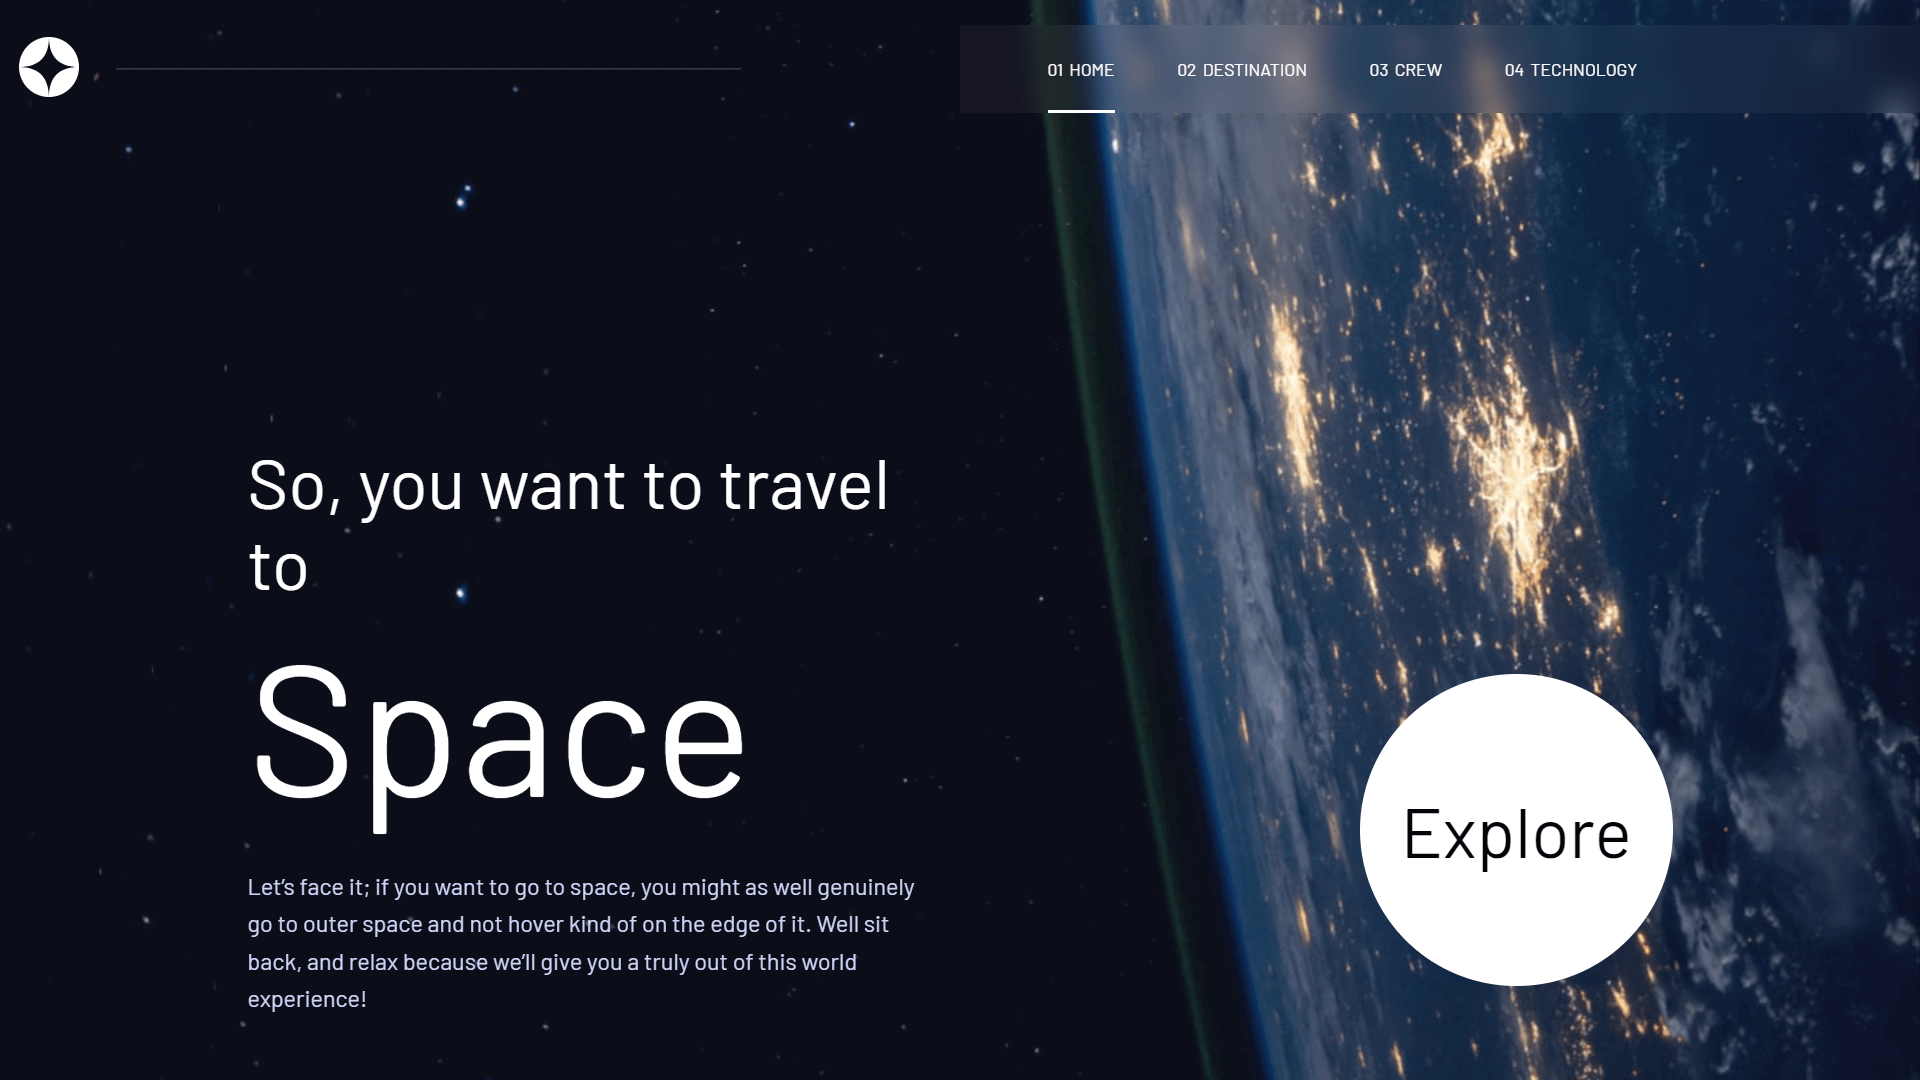 01 HOME 02 DESTINATION 03 CREW 04 TECHNOLOGY
So, you want to travel
to
Space
Let’s face it; if you want to go to space, you might as well genuinely
go to outer space and not hover kind of on the edge of it. Well sit
back, and relax because we’ll give you a truly out of this world
experience!
Explore